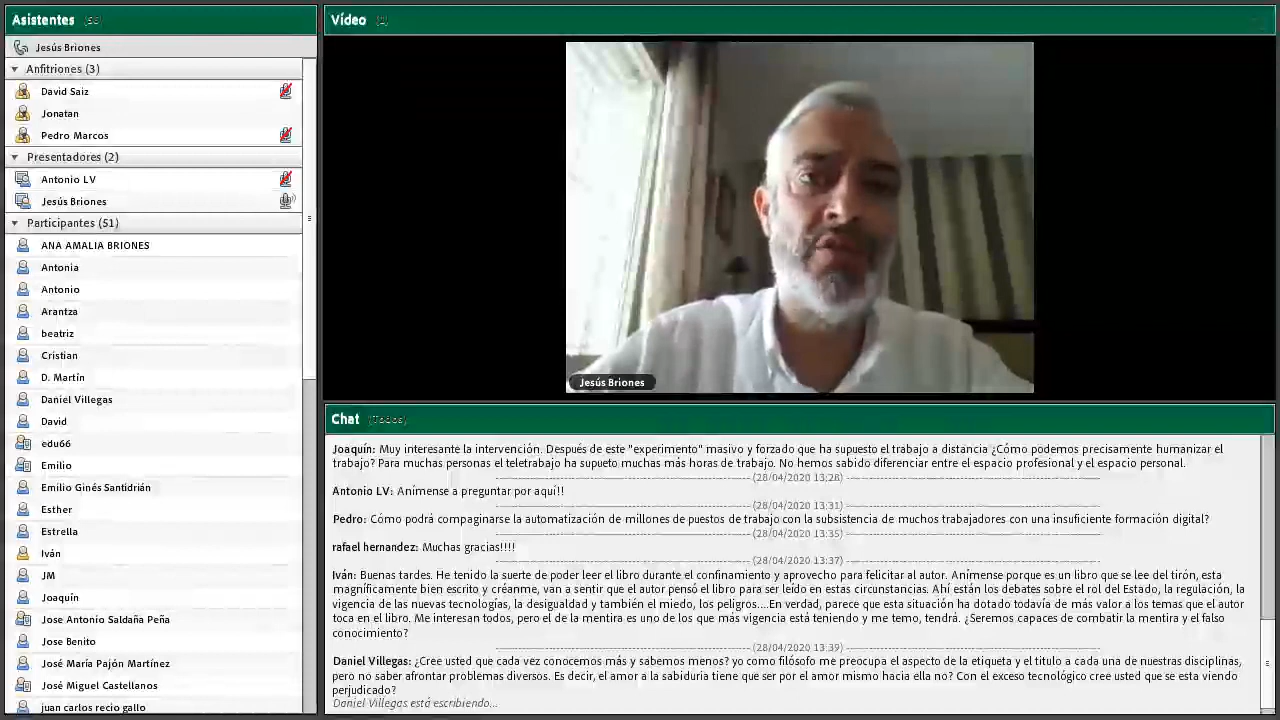 Asistentes (55)
Jesús Briones
Anfitriones (3)
David Saiz
Jonatan
Pedro Marcos
Presentadores (2)
Antonio LV
Jesús Briones
Participantes (51)
ANA AMALIA BRIONES
Antonia
Antonio
Arantza
beatriz
Cristian
D. Martín
Daniel Villegas
David
edu66
Emilio
Emilio Ginés Santidrián
Esther
Estrella
Iván
JM
Joaquín
Jose Antonio Saldaña Peña
Jose Benito
José María Pajón Martínez
José Miguel Castellanos
juan carlos recio gallo
Vídeo
Jesús Briones
Chat (Todos)
Joaquín: Muy interesante la intervención. Después de este "experimento" masivo y forzado que ha supuesto el trabajo a distancia ¿Cómo podemos precisamente humanizar el
trabajo? Para muchas personas el teletrabajo ha supueto muchas más horas de trabajo. No hemos sabido diferenciar entre el espacio profesional y el espacio personal.
(28/04/2020 13:28)
Antonio LV: Anímense a preguntar por aquí!!
(28/04/2020 13:31)
Pedro: Cómo podrá compaginarse la automatización de millones de puestos de trabajo con la subsistencia de muchos trabajadores con una insuficiente formación digital?
(28/04/2020 13:35)
rafael hernandez: Muchas gracias!!!!
(28/04/2020 13:37)
Iván: Buenas tardes. He tenido la suerte de poder leer el libro durante el confinamiento y aprovecho para felicitar al autor. Anímense porque es un libro que se lee del tirón, esta
magníficamente bien escrito y créanme, van a sentir que el autor pensó el libro para ser leído en estas circunstancias. Ahí están los debates sobre el rol del Estado, la regulación, la
vigencia de las nuevas tecnologías, la desigualdad y también el miedo, los peligros....En verdad, parece que esta situación ha dotado todavía de más valor a los temas que el autor
toca en el libro. Me interesan todos, pero el de la mentira es uno de los que más vigencia está teniendo y me temo, tendrá. ¿Seremos capaces de combatir la mentira y el falso
conocimiento?
(28/04/2020 13:39)
Daniel Villegas: ¿Cree usted que cada vez conocemos más y sabemos menos? yo como filósofo me preocupa el aspecto de la etiqueta y el titulo a cada una de nuestras disciplinas,
pero no saber afrontar problemas diversos. Es decir, el amor a la sabiduria tiene que ser por el amor mismo hacia ella no? Con el exceso tecnológico cree usted que se esta viendo
perjudicado?
Daniel Villegas está escribiendo...